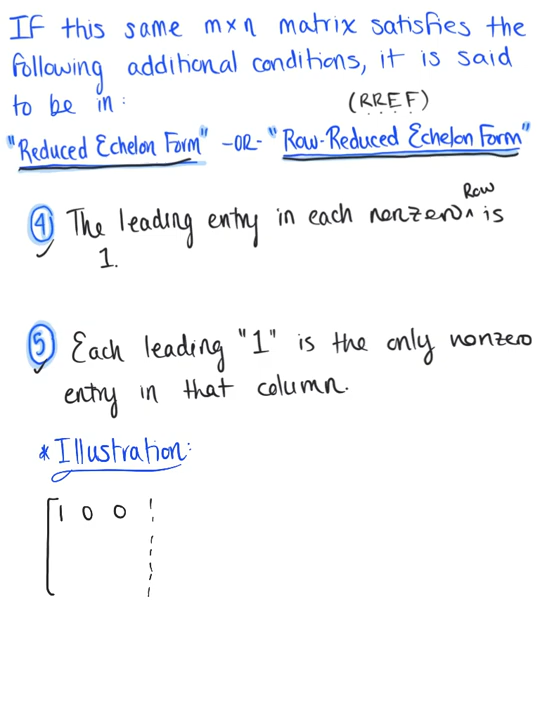 IF this same mxn matrix satisfies the
following additional conditions, it is said
to be in:
(RREF)
"Reduced Echelon Form" -OR- "Row-Reduced Echelon Form"
④ The leading entry in each nonzero ^ Row is
1.
⑤ Each leading "1" is the only nonzero
entry in that column.
* Illustration:
[1 0 0 ¦